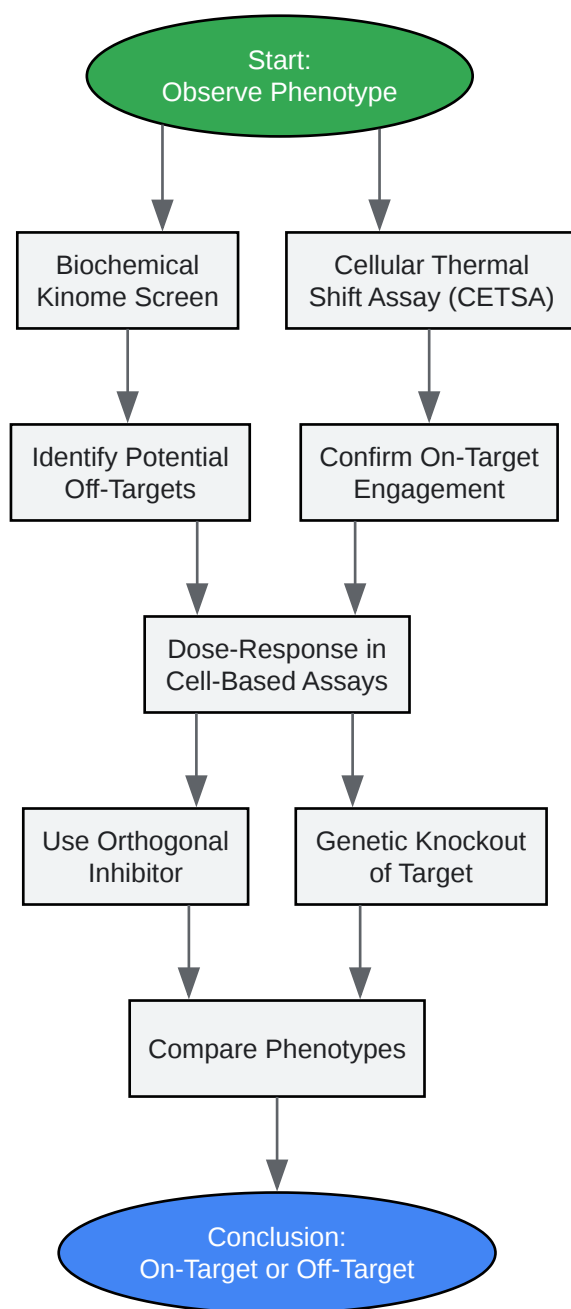 Start:
Observe Phenotype
Biochemical
Kinome Screen
Cellular Thermal
Shift Assay (CETSA)
Identify Potential
Off-Targets
Confirm On-Target
Engagement
Dose-Response in
Cell-Based Assays
Use Orthogonal
Inhibitor
Genetic Knockout
of Target
Compare Phenotypes
Conclusion:
On-Target or Off-Target